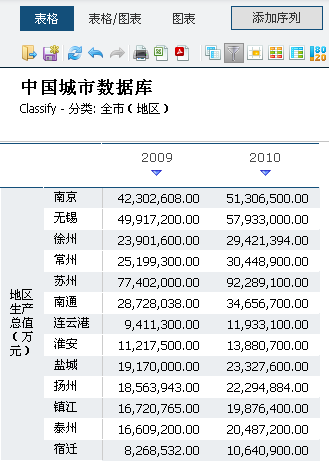 表格 表格/图表 图表 添加序列
80
20
中国城市数据库
Classify - 分类: 全市（地区）
2009 2010
地区生产总值（万元）
南京 42,302,608.00 51,306,500.00
无锡 49,917,200.00 57,933,000.00
徐州 23,901,600.00 29,421,394.00
常州 25,199,300.00 30,448,900.00
苏州 77,402,000.00 92,289,100.00
南通 28,728,038.00 34,656,700.00
连云港 9,411,300.00 11,933,100.00
淮安 11,217,500.00 13,880,700.00
盐城 19,170,000.00 23,327,600.00
扬州 18,563,943.00 22,294,884.00
镇江 16,720,765.00 19,876,400.00
泰州 16,609,200.00 20,487,200.00
宿迁 8,268,532.00 10,640,900.00